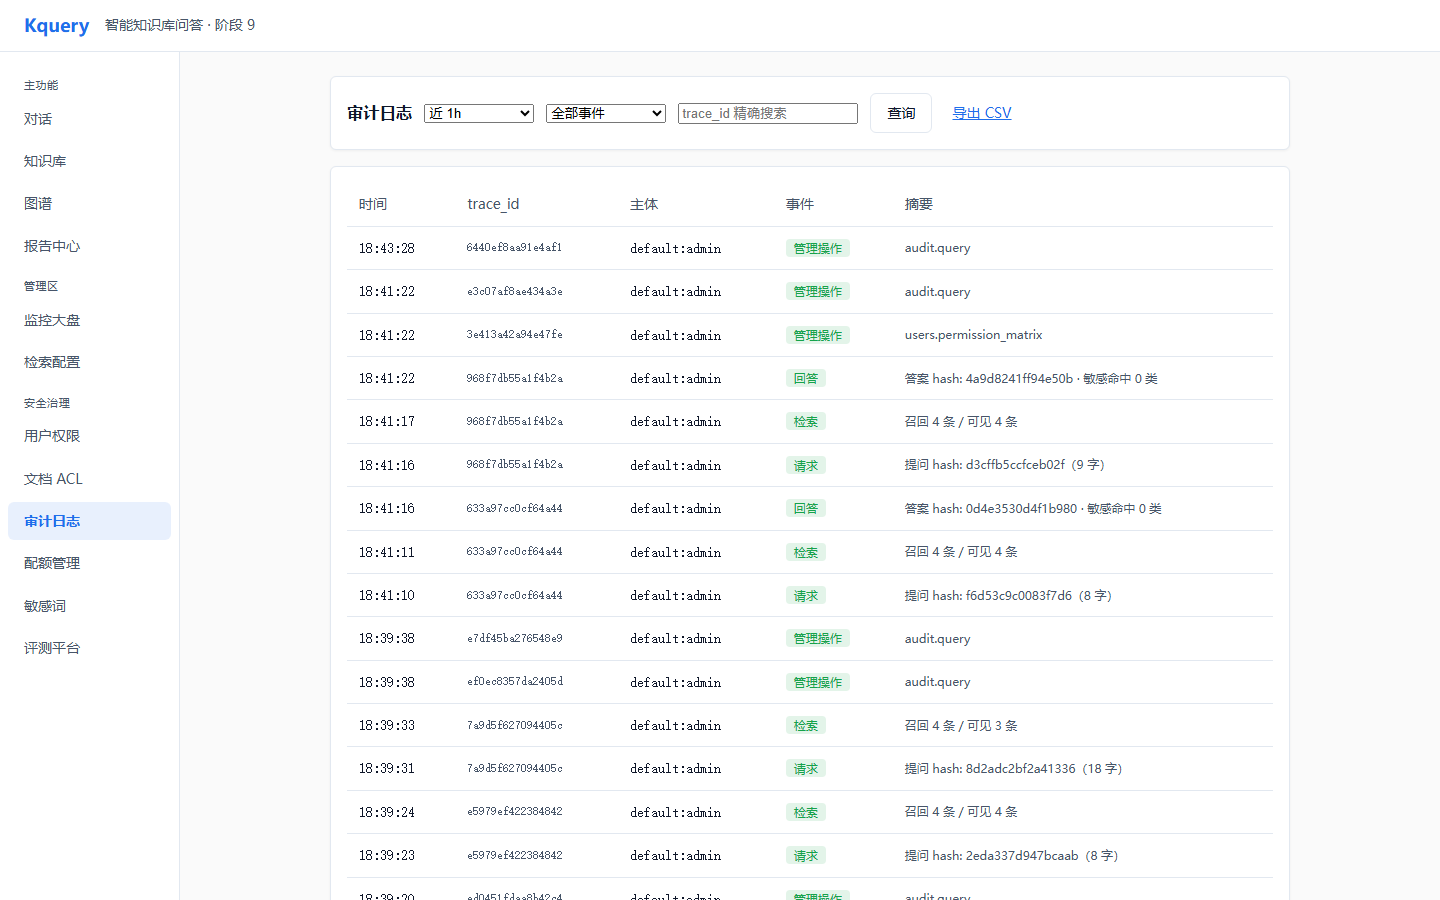 Kquery 智能知识库问答 · 阶段 9
主功能
对话
知识库
图谱
报告中心
管理区
监控大盘
检索配置
安全治理
用户权限
文档 ACL
审计日志
配额管理
敏感词
评测平台
审计日志 近 1h 全部事件 trace_id 精确搜索 查询 导出 CSV
时间 trace_id 主体 事件 摘要
18:43:28 6440ef8aa91e4af1 default:admin 管理操作 audit.query
18:41:22 e3c07af8ae434a3e default:admin 管理操作 audit.query
18:41:22 3e413a42a94e47fe default:admin 管理操作 users.permission_matrix
18:41:22 968f7db55a1f4b2a default:admin 回答 答案 hash: 4a9d8241ff94e50b · 敏感命中 0 类
18:41:17 968f7db55a1f4b2a default:admin 检索 召回 4 条 / 可见 4 条
18:41:16 968f7db55a1f4b2a default:admin 请求 提问 hash: d3cffb5ccfceb02f（9 字）
18:41:16 633a97cc0cf64a44 default:admin 回答 答案 hash: 0d4e3530d4f1b980 · 敏感命中 0 类
18:41:11 633a97cc0cf64a44 default:admin 检索 召回 4 条 / 可见 4 条
18:41:10 633a97cc0cf64a44 default:admin 请求 提问 hash: f6d53c9c0083f7d6（8 字）
18:39:38 e7df45ba276548e9 default:admin 管理操作 audit.query
18:39:38 ef0ec8357da2405d default:admin 管理操作 audit.query
18:39:33 7a9d5f627094405c default:admin 检索 召回 4 条 / 可见 3 条
18:39:31 7a9d5f627094405c default:admin 请求 提问 hash: 8d2adc2bf2a41336（18 字）
18:39:24 e5979ef422384842 default:admin 检索 召回 4 条 / 可见 4 条
18:39:23 e5979ef422384842 default:admin 请求 提问 hash: 2eda337d947bcaab（8 字）
18:39:20 ed0451fdaa8b42c4 default:admin 管理操作 audit.query